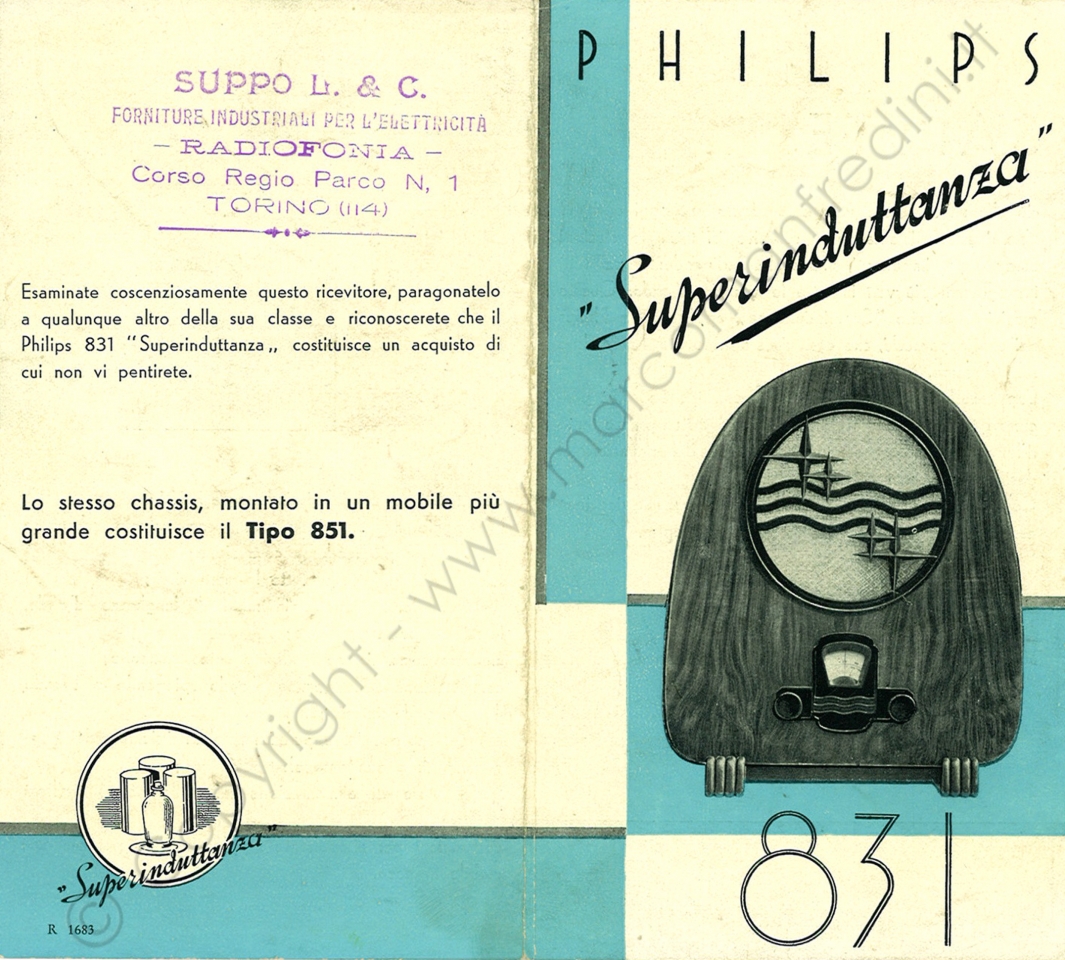 SUPPO L. & C.
FORNITURE INDUSTRIALI PER L'ELETTRICITÀ
– RADIOFONIA –
Corso Regio Parco N, 1
TORINO (114)
Esaminate coscenziosamente questo ricevitore, paragonatelo
a qualunque altro della sua classe e riconoscerete che il
Philips 831 "Superinduttanza„ costituisce un acquisto di
cui non vi pentirete.
Lo stesso chassis, montato in un mobile più
grande costituisce il Tipo 851.
"Superinduttanza"
R 1683
PHILIPS
"Superinduttanza"
831
© Copyright - www.marcomanfredini.it